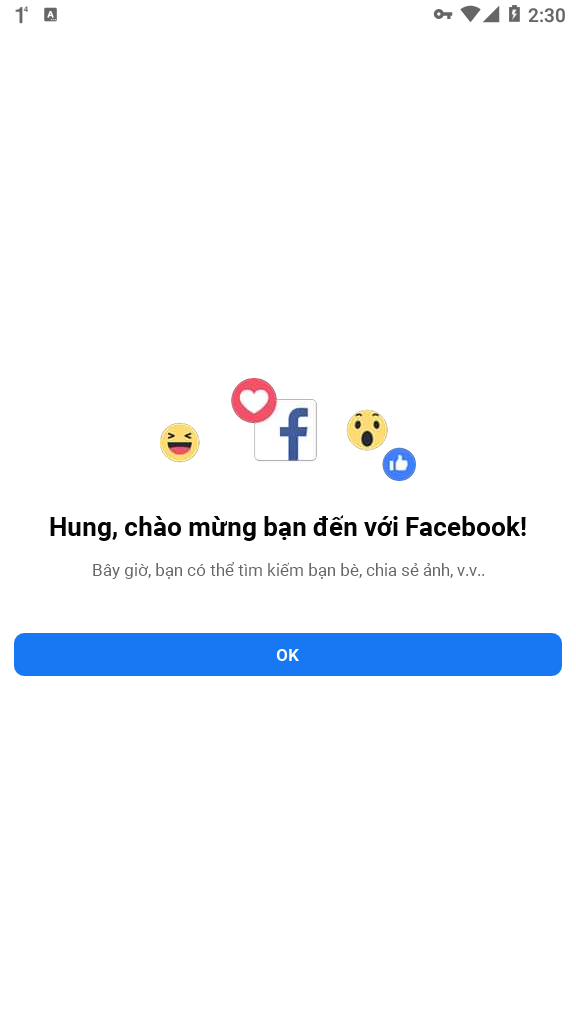 2:30
Hung, chào mừng bạn đến với Facebook!
Bây giờ, bạn có thể tìm kiếm bạn bè, chia sẻ ảnh, v.v..
OK